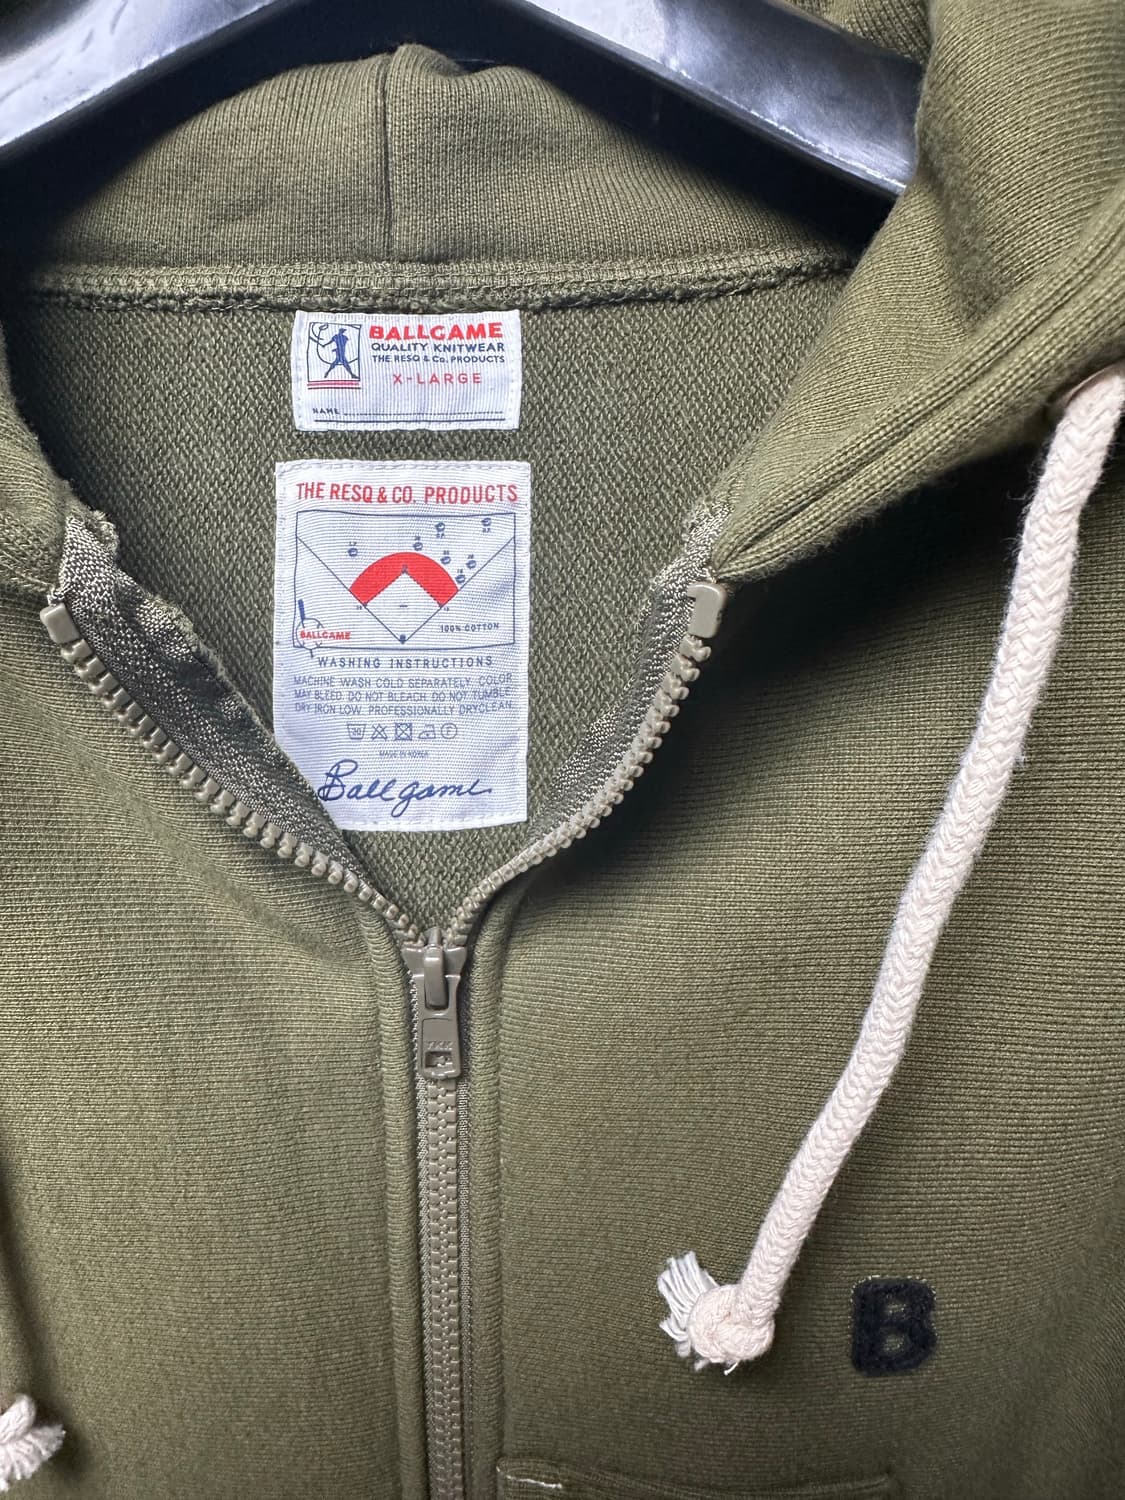 BALLGAME
QUALITY KNITWEAR
THE RESQ & Co. PRODUCTS
X-LARGE
NAME
THE RESQ & CO. PRODUCTS
BALLGAME
100% COTTON
WASHING INSTRUCTIONS
MACHINE WASH COLD SEPARATELY. COLOR
MAY BLEED. DO NOT BLEACH. DO NOT TUMBLE.
DRY IRON LOW. PROFESSIONALLY DRYCLEAN.
30
MADE IN KOREA
Ballgame
YKK
B